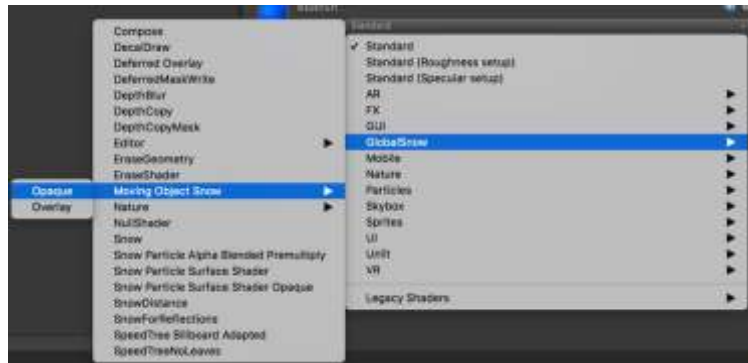 Standard
✓ Standard
Standard (Roughness setup)
Standard (Specular setup)
AR
FX
GUI
GlobalSnow
Mobile
Nature
Particles
Skybox
Sprites
UI
Unlit
VR
Legacy Shaders
Compose
DecalDraw
Deferred Overlay
DeferredMaskWrite
DepthBlur
DepthCopy
DepthCopyMask
Editor
EraseGeometry
EraseShader
Moving Object Snow
Nature
NullShader
Snow
Snow Particle Alpha Blended Premultiply
Snow Particle Surface Shader
Snow Particle Surface Shader Opaque
SnowDistance
SnowForReflections
SpeedTree Billboard Adapted
SpeedTreeNoLeaves
Opaque
Overlay